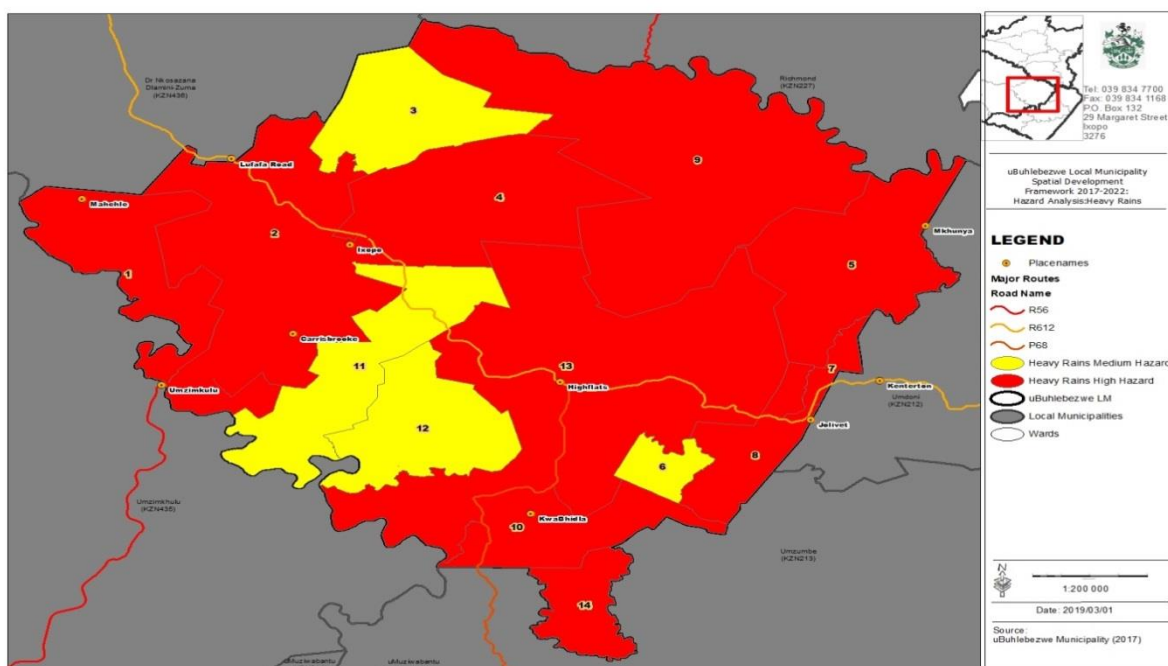 Dr Nkosazana
Dlamini Zuma
(KZN436)
Richmond
(KZN227)
3
Lufafa Road
9
Mahehle
4
2
Mkhunya
Ixopo
5
1
Carrisbrooke
11
13
7
Highflats
Kenterton
Umzimkulu
Umdoni
(KZN212)
Jolivet
12
6
8
Umzimkhulu
(KZN435)
10
KwaBhidla
Umzumbe
(KZN213)
14
uMuziwabantu
uMuziwabantu
Tel: 039 834 7700
Fax: 039 834 1168
P.O. Box 132
29 Margaret Street
Ixopo
3276
uBuhlebezwe Local Municipality
Spatial Development
Framework 2017-2022:
Hazard Analysis:Heavy Rains
LEGEND
Placenames
Major Routes
Road Name
R56
R612
P68
Heavy Rains Medium Hazard
Heavy Rains High Hazard
uBuhlebezwe LM
Local Municipalities
Wards
N
1:200 000
Date: 2019/03/01
Source:
uBuhlebezwe Municipality (2017)